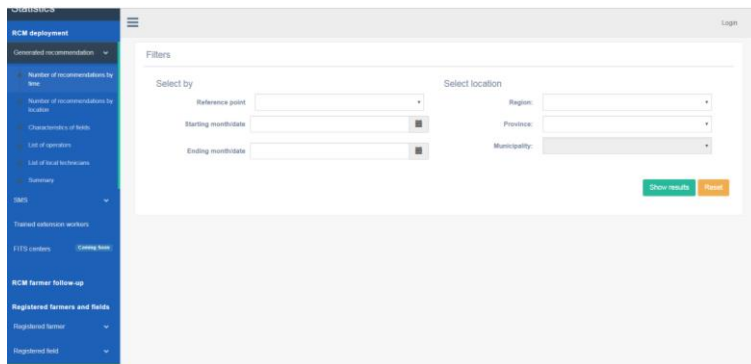 Statistics
RCM deployment
Generated recommendation
Number of recommendations by
time
Number of recommendations by
location
Characteristics of fields
List of operators
List of local technicians
Summary
SMS
Trained extension workers
FITS centers
Coming Soon
RCM farmer follow-up
Registered farmers and fields
Registered farmer
Registered field
Login
Filters
Select by
Reference point
Starting month/date
Ending month/date
Select location
Region:
Province:
Municipality:
Show results
Reset